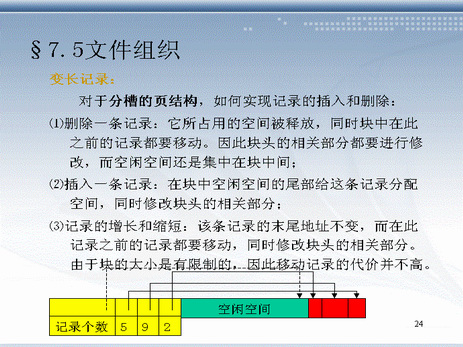 §7.5文件组织
变长记录：
对于分槽的页结构，如何实现记录的插入和删除：
⑴删除一条记录：它所占用的空间被释放，同时块中在此
之前的记录都要移动。因此块头的相关部分都要进行修
改，而空闲空间还是集中在块中间；
⑵插入一条记录：在块中空闲空间的尾部给这条记录分配
空间，同时修改块头的相关部分；
⑶记录的增长和缩短：该条记录的末尾地址不变，而在此
记录之前的记录都要移动，同时修改块头的相关部分。
由于块的大小是有限制的，因此移动记录的代价并不高。
空闲空间
记录个数 5 9 2
24